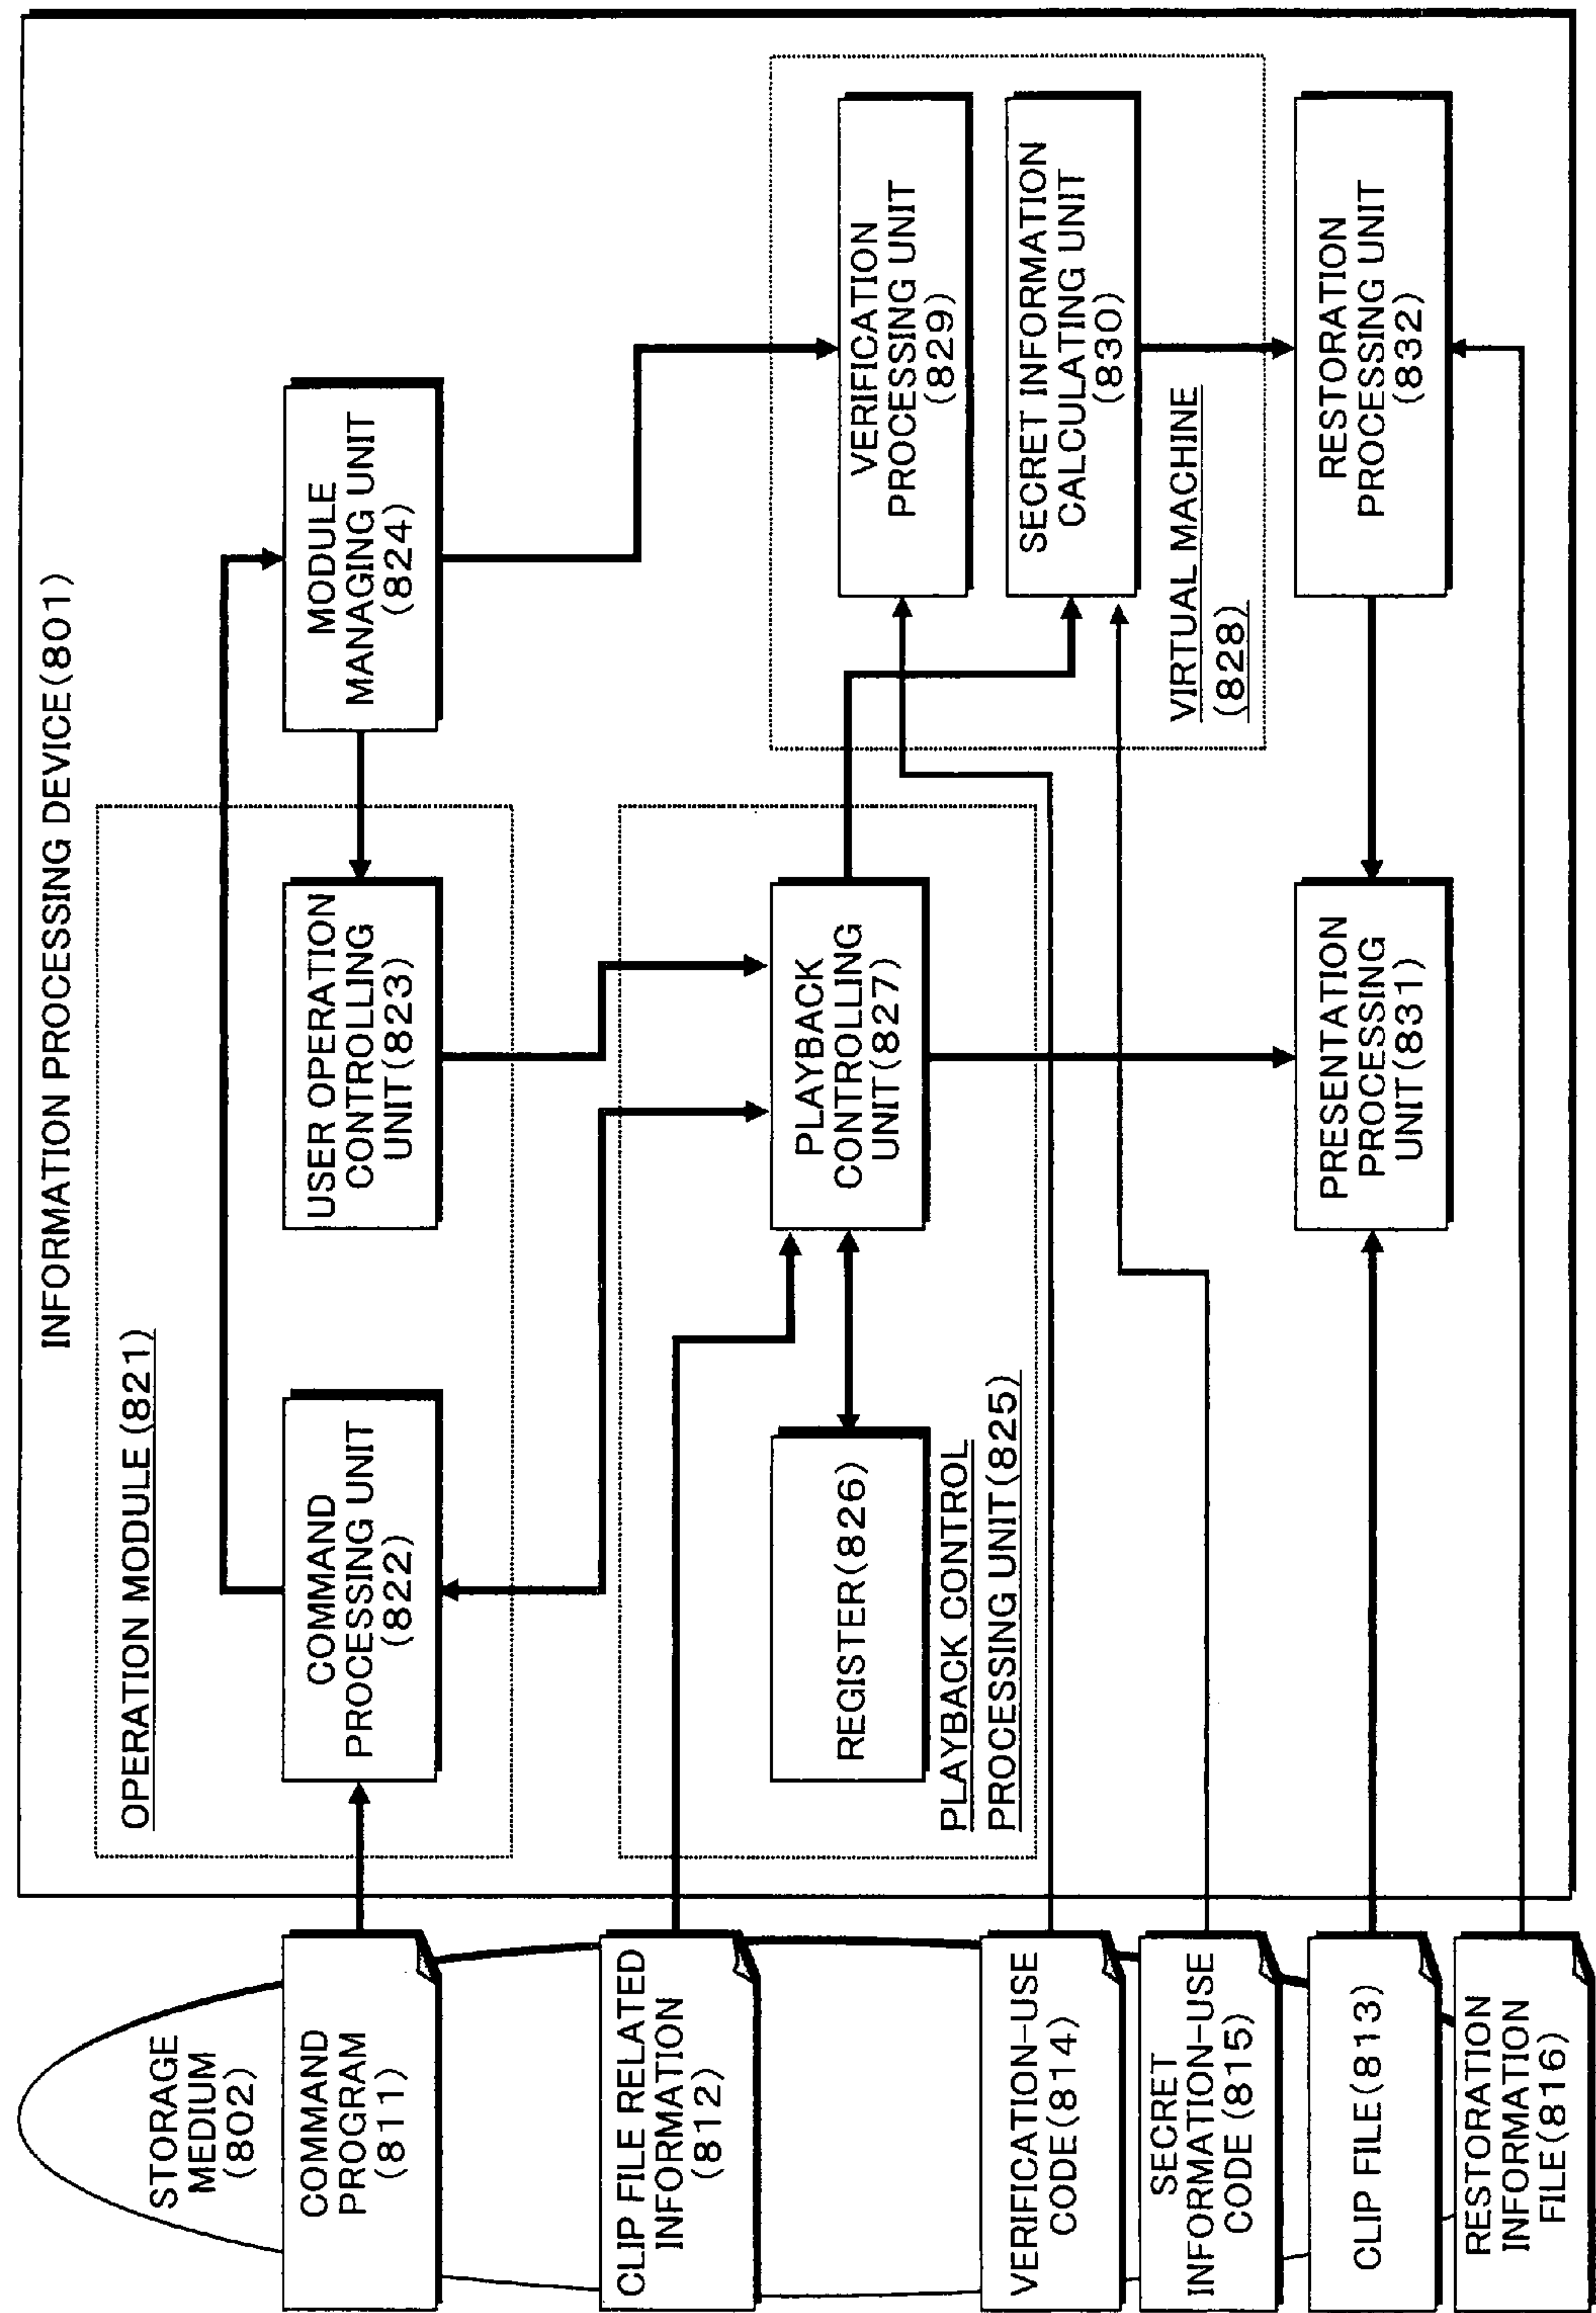 INFORMATION PROCESSING DEVICE(801)
STORAGE
MEDIUM
(802)
OPERATION MODULE (821)
COMMAND
PROGRAM
(811)
COMMAND
PROCESSING UNIT
(822)
USER OPERATION
CONTROLLING
UNIT(823)
MODULE
MANAGING UNIT
(824)
CLIP FILE RELATED
INFORMATION
(812)
REGISTER(826)
PLAYBACK
CONTROLLING
UNIT(827)
PLAYBACK CONTROL
PROCESSING UNIT(825)
VERIFICATION
PROCESSING UNIT
(829)
SECRET INFORMATION
CALCULATING UNIT
(830)
VIRTUAL MACHINE
(828)
VERIFICATION-USE
CODE(814)
SECRET
INFORMATION-USE
CODE (815)
CLIP FILE(813)
PRESENTATION
PROCESSING
UNIT(831)
RESTORATION
PROCESSING UNIT
(832)
RESTORATION
INFORMATION
FILE(816)